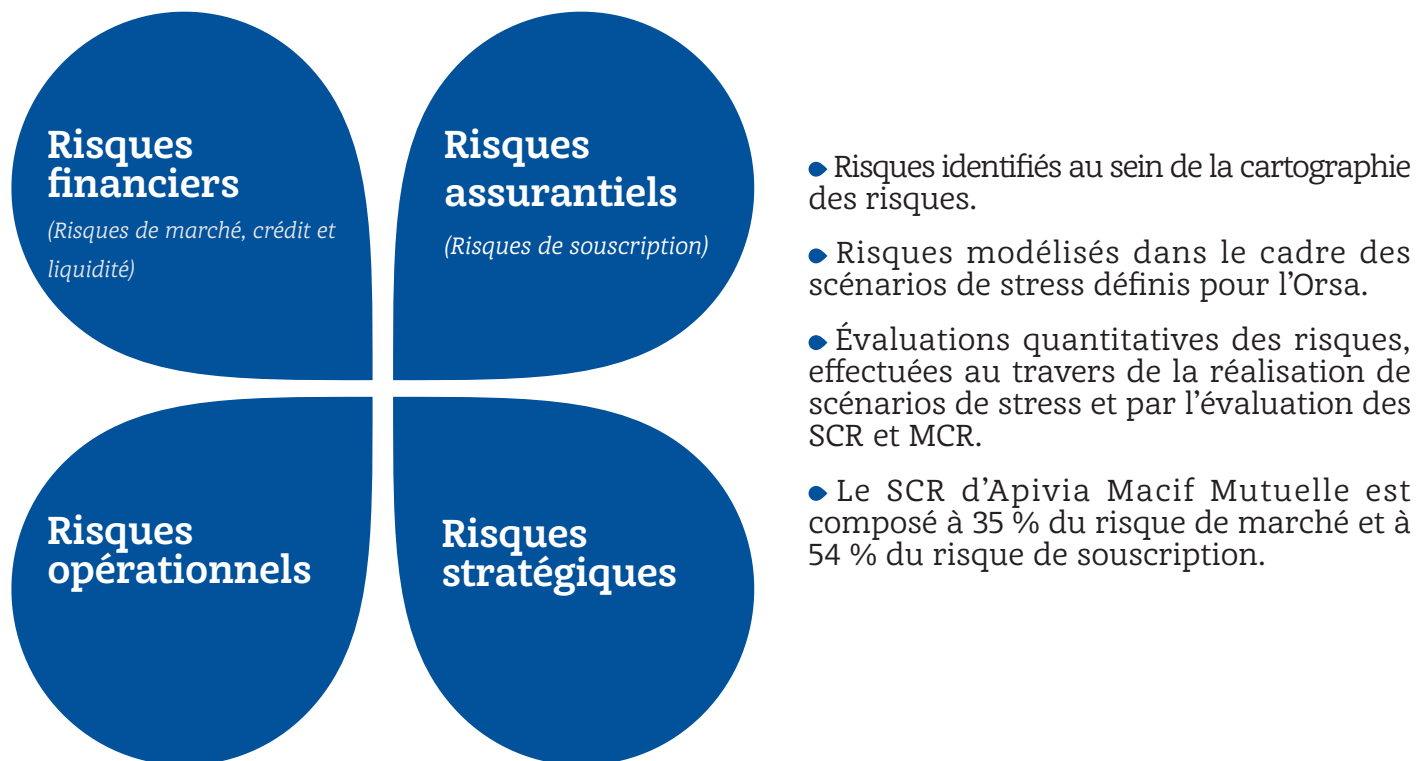 Risques
financiers
(Risques de marché, crédit et
liquidité)
Risques
assurantiels
(Risques de souscription)
Risques
opérationnels
Risques
stratégiques
Risques identifiés au sein de la cartographie
des risques.
Risques modélisés dans le cadre des
scénarios de stress définis pour l’Orsa.
Évaluations quantitatives des risques,
effectuées au travers de la réalisation de
scénarios de stress et par l’évaluation des
SCR et MCR.
Le SCR d’Apivia Macif Mutuelle est
composé à 35 % du risque de marché et à
54 % du risque de souscription.